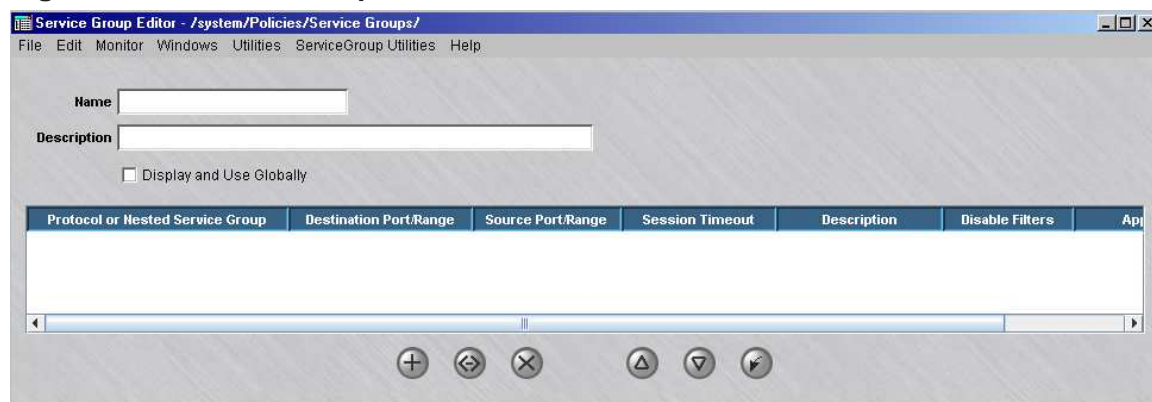 Service Group Editor - /system/Policies/Service Groups/
File Edit Monitor Windows Utilities ServiceGroup Utilities Help
Name
Description
Display and Use Globally
Protocol or Nested Service Group Destination Port/Range Source Port/Range Session Timeout Description Disable Filters